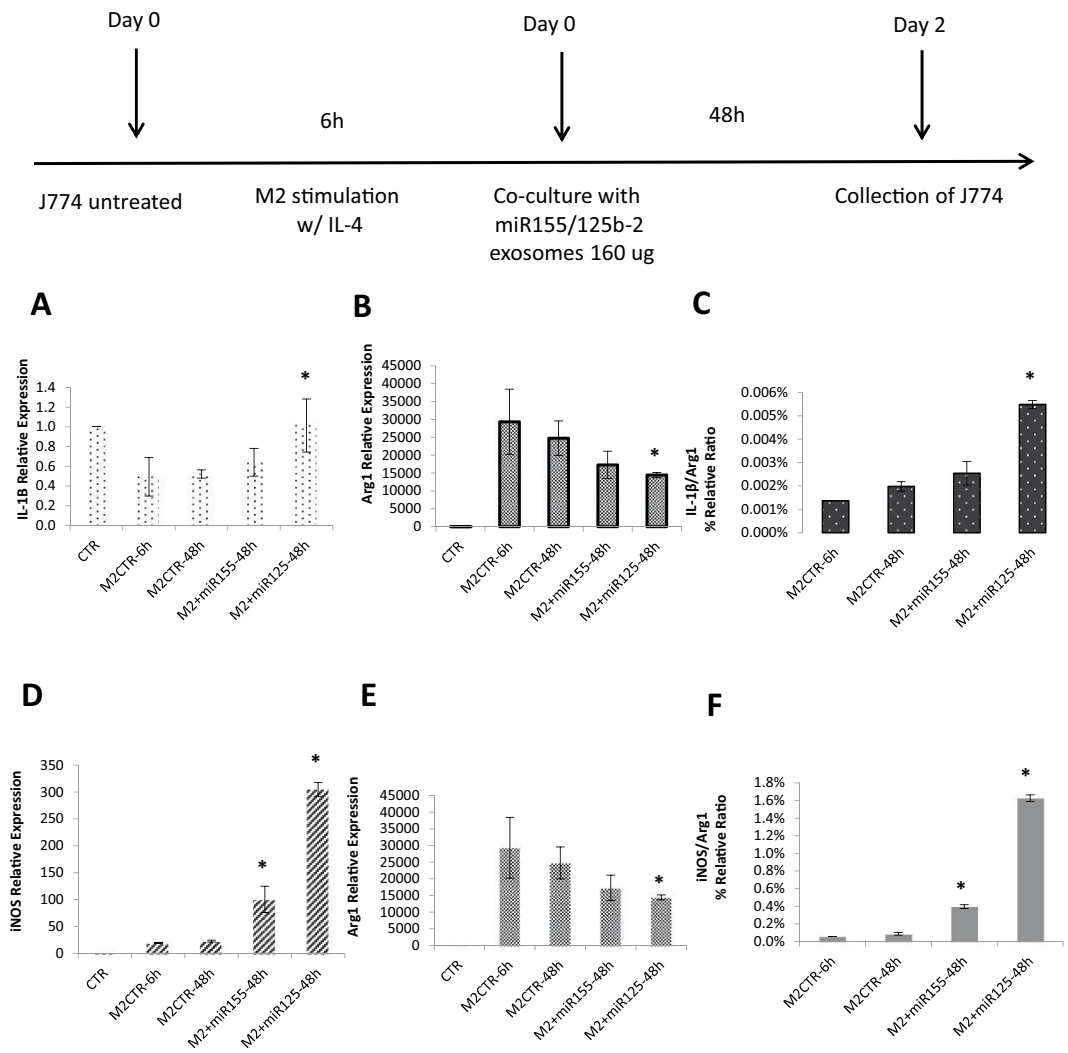 Day 0
Day 0
Day 2
6h
48h
J774 untreated
M2 stimulation
w/ IL-4
Co-culture with
miR155/125b-2
exosomes 160 ug
Collection of J774
A
IL-1B Relative Expression
1.4
1.2
1.0
0.8
0.6
0.4
0.2
0.0
*
CTR
M2CTR-6h
M2CTR-48h
M2+miR155-48h
M2+miR125-48h
B
Arg1 Relative Expression
45000
40000
35000
30000
25000
20000
15000
10000
5000
0
*
CTR
M2CTR-6h
M2CTR-48h
M2+miR155-48h
M2+miR125-48h
C
IL-1β/Arg1
% Relative Ratio
0.006%
0.005%
0.004%
0.003%
0.002%
0.001%
0.000%
*
M2CTR-6h
M2CTR-48h
M2+miR155-48h
M2+miR125-48h
D
iNOS Relative Expression
350
300
250
200
150
100
50
0
*
*
CTR
M2CTR-6h
M2CTR-48h
M2+miR155-48h
M2+miR125-48h
E
Arg1 Relative Expression
45000
40000
35000
30000
25000
20000
15000
10000
5000
0
*
CTR
M2CTR-6h
M2CTR-48h
M2+miR155-48h
M2+miR125-48h
F
iNOS/Arg1
% Relative Ratio
1.8%
1.6%
1.4%
1.2%
1.0%
0.8%
0.6%
0.4%
0.2%
0.0%
*
*
M2CTR-6h
M2CTR-48h
M2+miR155-48h
M2+miR125-48h